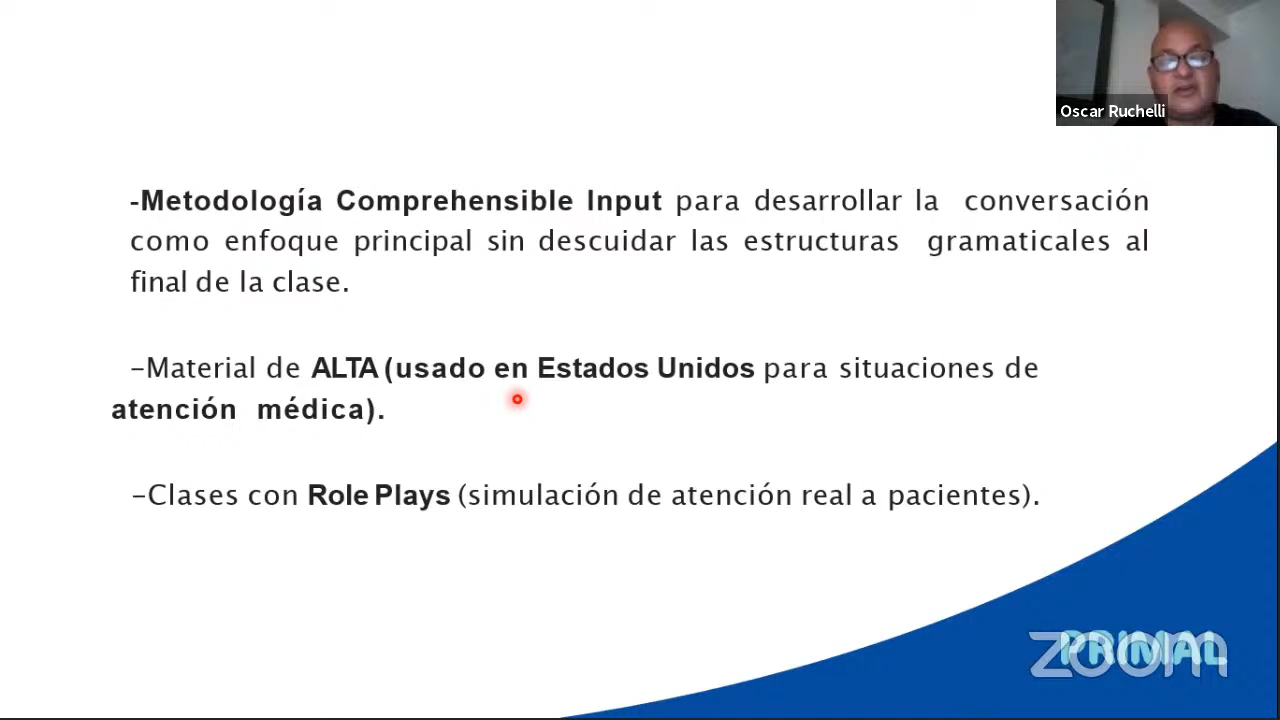 Oscar Ruchelli
-Metodología Comprehensible Input para desarrollar la conversación
como enfoque principal sin descuidar las estructuras gramaticales al
final de la clase.
-Material de ALTA (usado en Estados Unidos para situaciones de
atención médica).
-Clases con Role Plays (simulación de atención real a pacientes).
PRIMAL
zoom